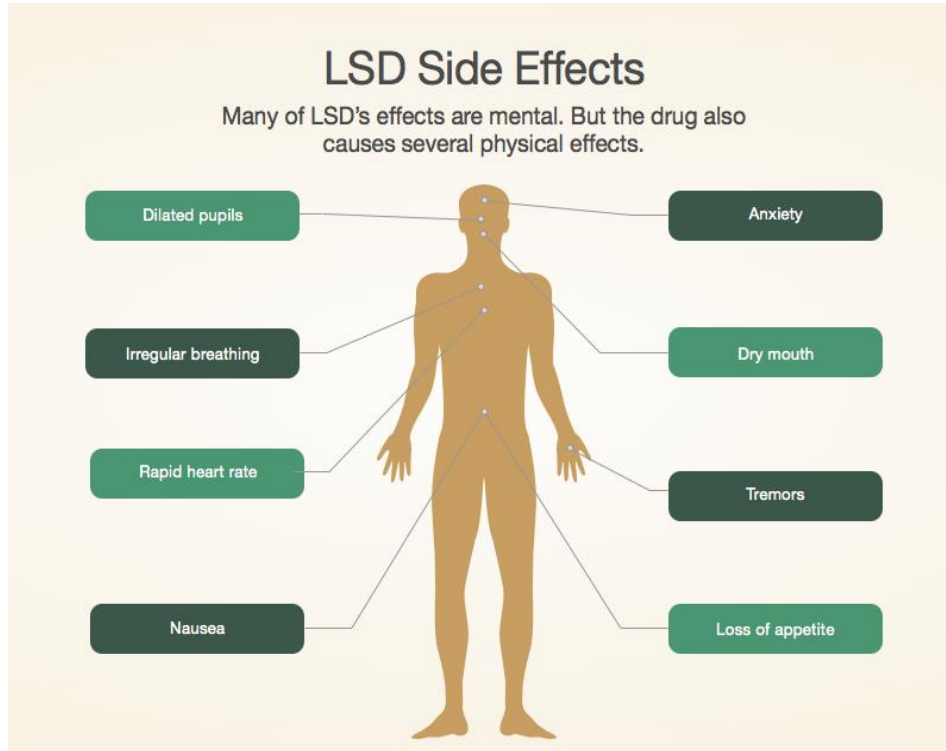 LSD Side Effects
Many of LSD's effects are mental. But the drug also
causes several physical effects.
Dilated pupils
Anxiety
Irregular breathing
Dry mouth
Rapid heart rate
Tremors
Nausea
Loss of appetite